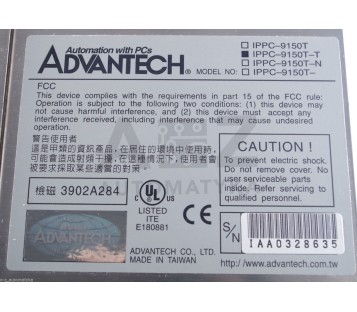 Automation with PCs
ADVANTECH®
MODEL NO:
□ IPPC-9150T
■ IPPC-9150T-T
□ IPPC-9150T-N
□ IPPC-9150T-
FCC
This device complies with the requirements in part 15 of the FCC rule:
Operation is subject to the following two conditions: (1) this device may
not cause harmful interference, and (2) this device must accept any
interference received, including interference that may cause undesired
operation.
警告使用者:
這是甲類的資訊產品,在居住的環境中使用時,
可能會造成射頻干擾,在這種情況下,使用者會
被要求採取某些適當的對策.
檢磁 3902A284
UL
LISTED
ITE
E180881
CAUTION!
To prevent electric shock.
Do not remove cover.
No user serviceable parts
inside. Refer servicing to
qualified personnel.
ADVANTECH
ADVANTECH CO., LTD.
MADE IN TAIWAN
S/N
IAA0328635
http://www.advantech.com